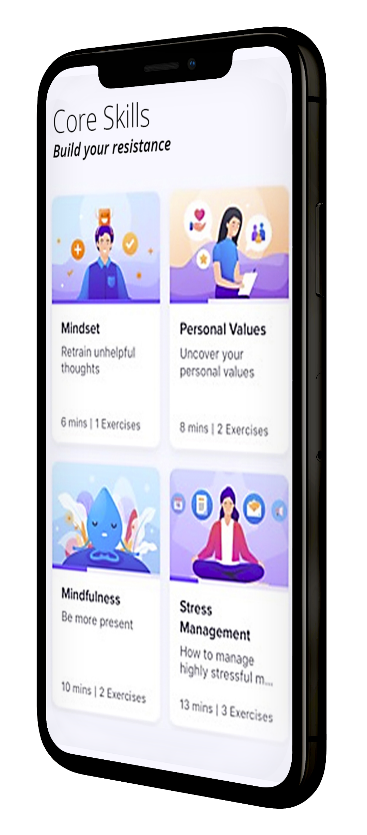 Core Skills
Build your resistance
Mindset
Retrain unhelpful
thoughts
6 mins | 1 Exercises
Personal Values
Uncover your
personal values
8 mins | 2 Exercises
Mindfulness
Be more present
10 mins | 2 Exercises
Stress
Management
How to manage
highly stressful m...
13 mins | 3 Exercises